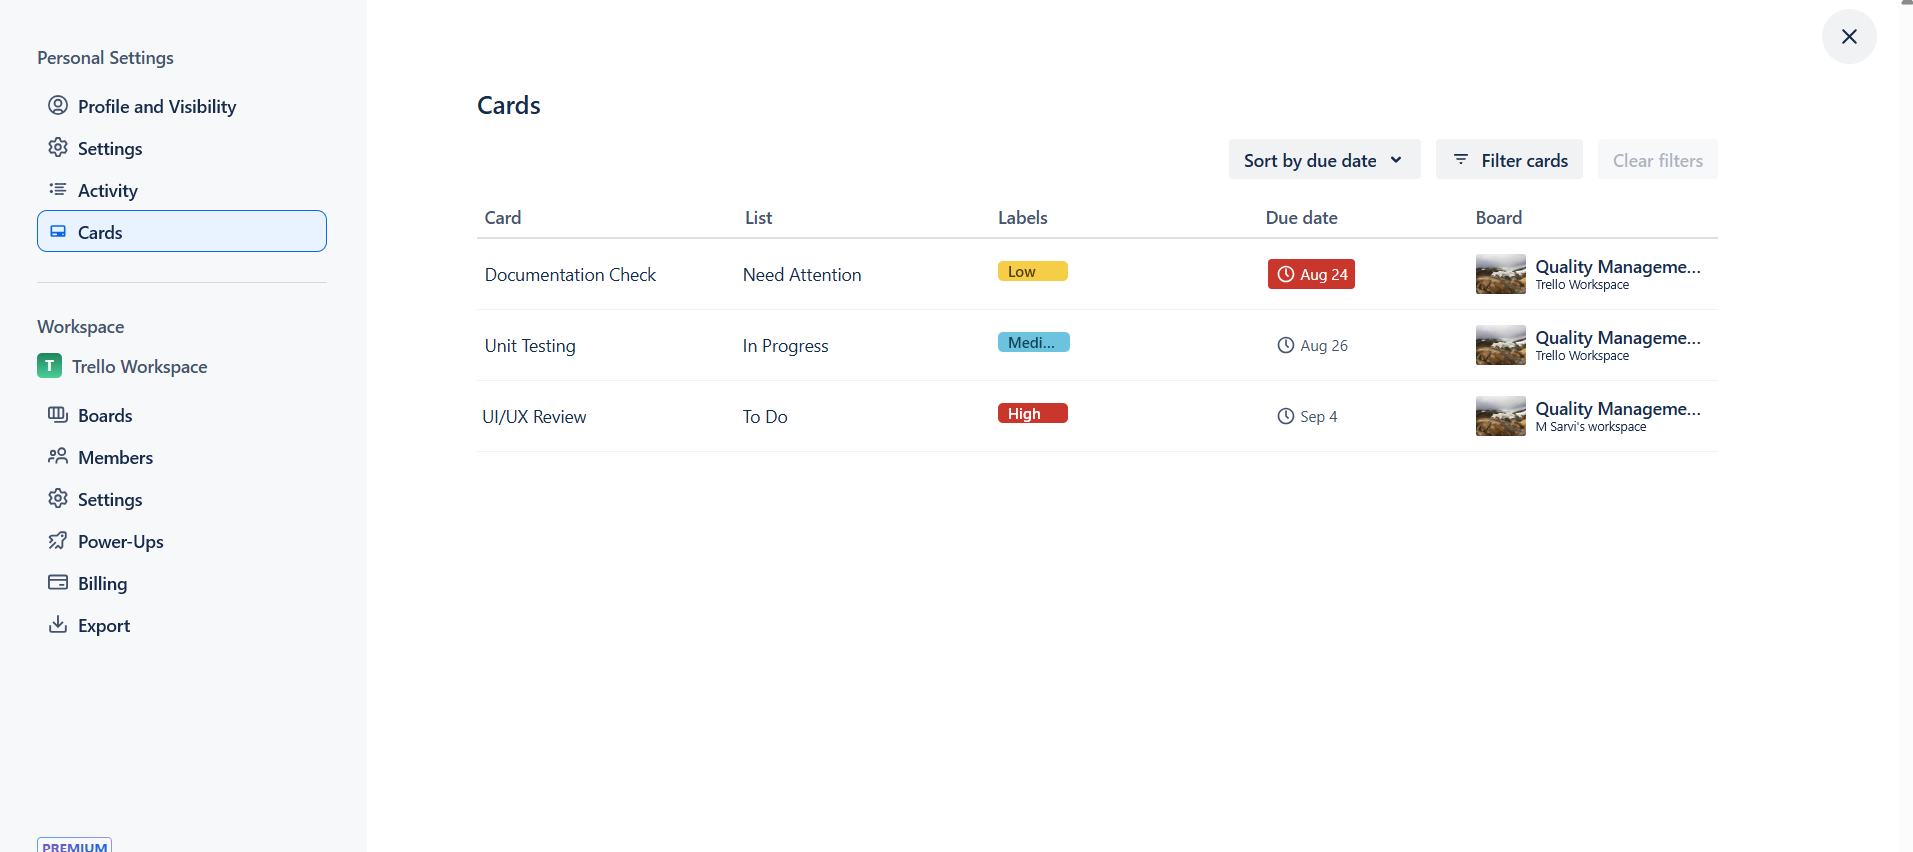 Personal Settings
Profile and Visibility
Settings
Activity
Cards
Workspace
T Trello Workspace
Boards
Members
Settings
Power-Ups
Billing
Export
PREMIUM
Cards
Sort by due date
Filter cards
Clear filters
Card List Labels Due date Board
Documentation Check Need Attention Low Aug 24 Quality Manageme...
Trello Workspace
Unit Testing In Progress Medi... Aug 26 Quality Manageme...
Trello Workspace
UI/UX Review To Do High Sep 4 Quality Manageme...
M Sarvi's workspace